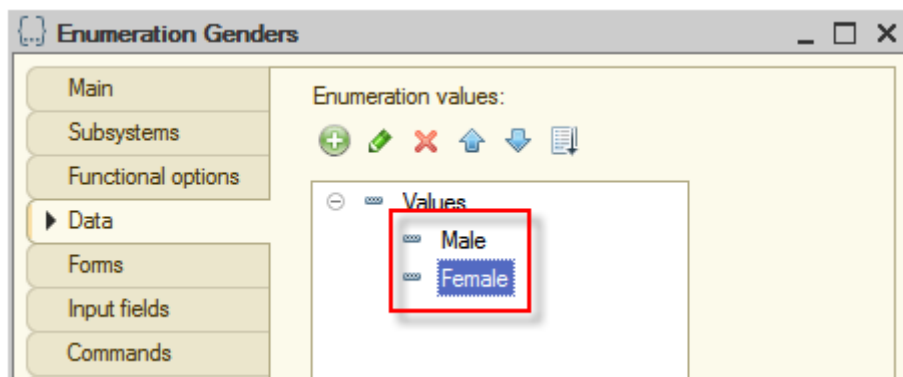 Enumeration Genders
Main
Subsystems
Functional options
Data
Forms
Input fields
Commands
Enumeration values:
Values
Male
Female